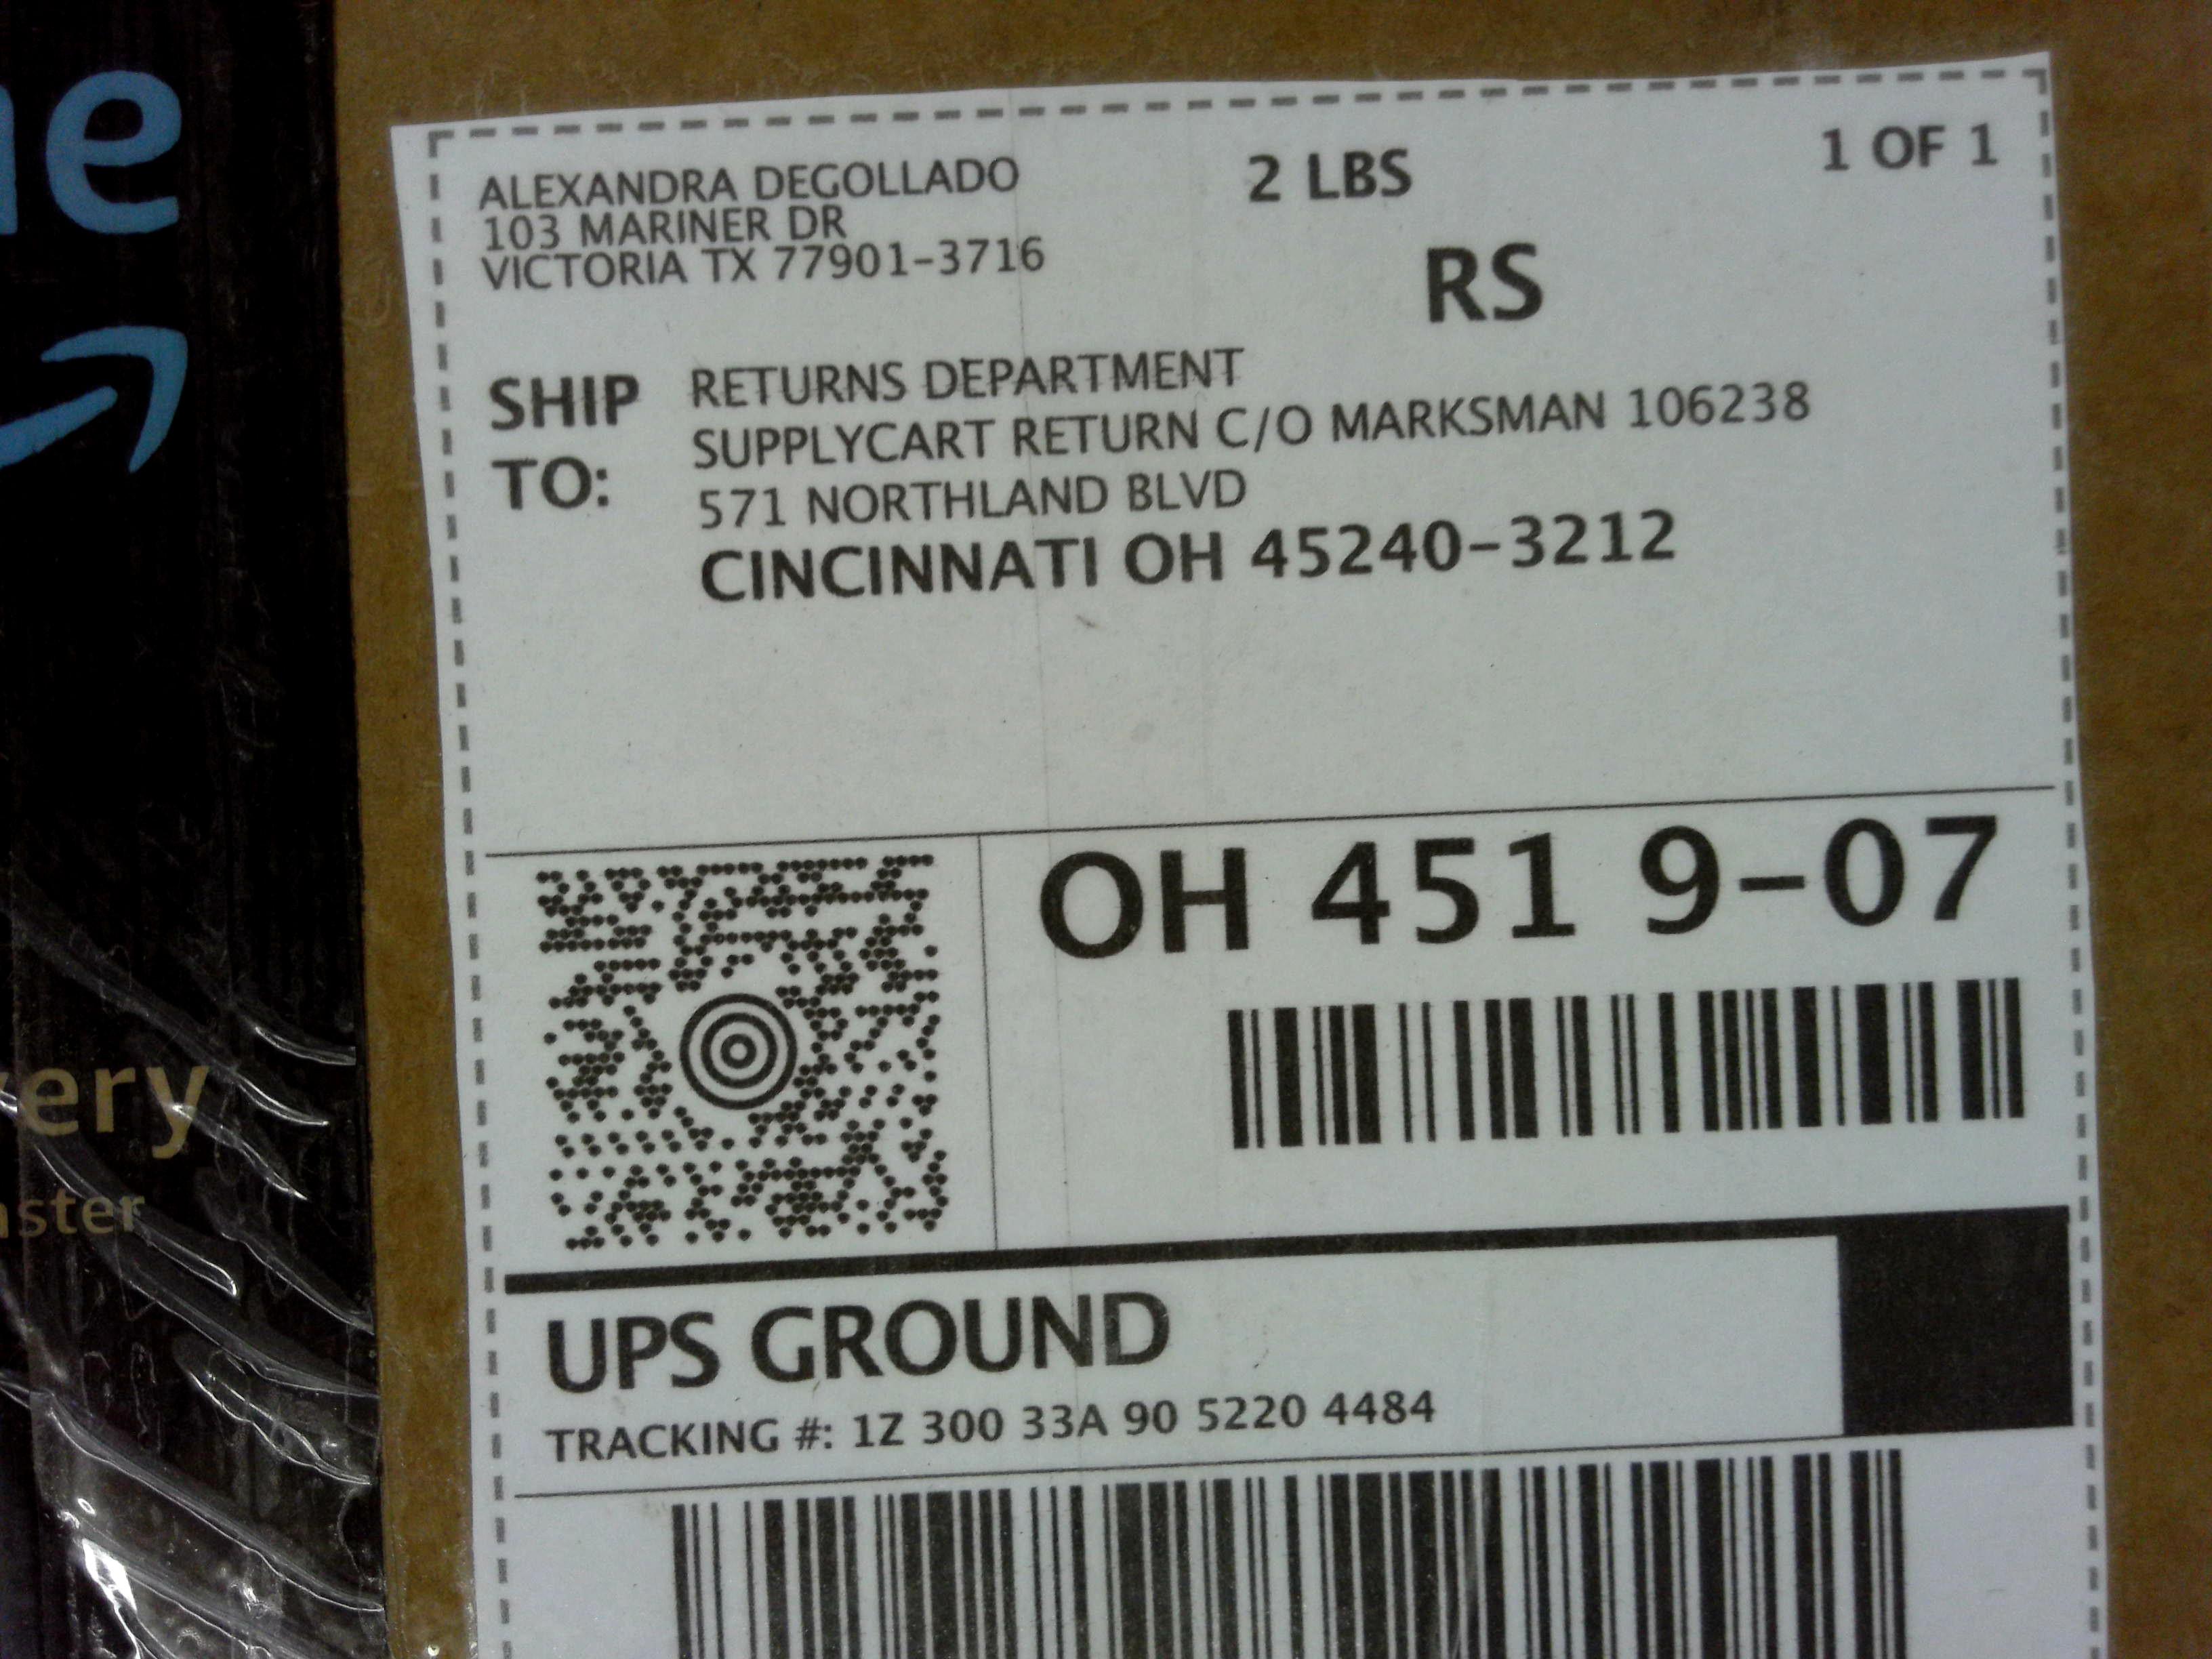 ALEXANDRA DEGOLLADO
103 MARINER DR
VICTORIA TX 77901-3716
2 LBS
1 OF 1
RS
SHIP TO:
RETURNS DEPARTMENT
SUPPLYCART RETURN C/O MARKSMAN 106238
571 NORTHLAND BLVD
CINCINNATI OH 45240-3212
OH 451 9-07
UPS GROUND
TRACKING #: 1Z 300 33A 90 5220 4484